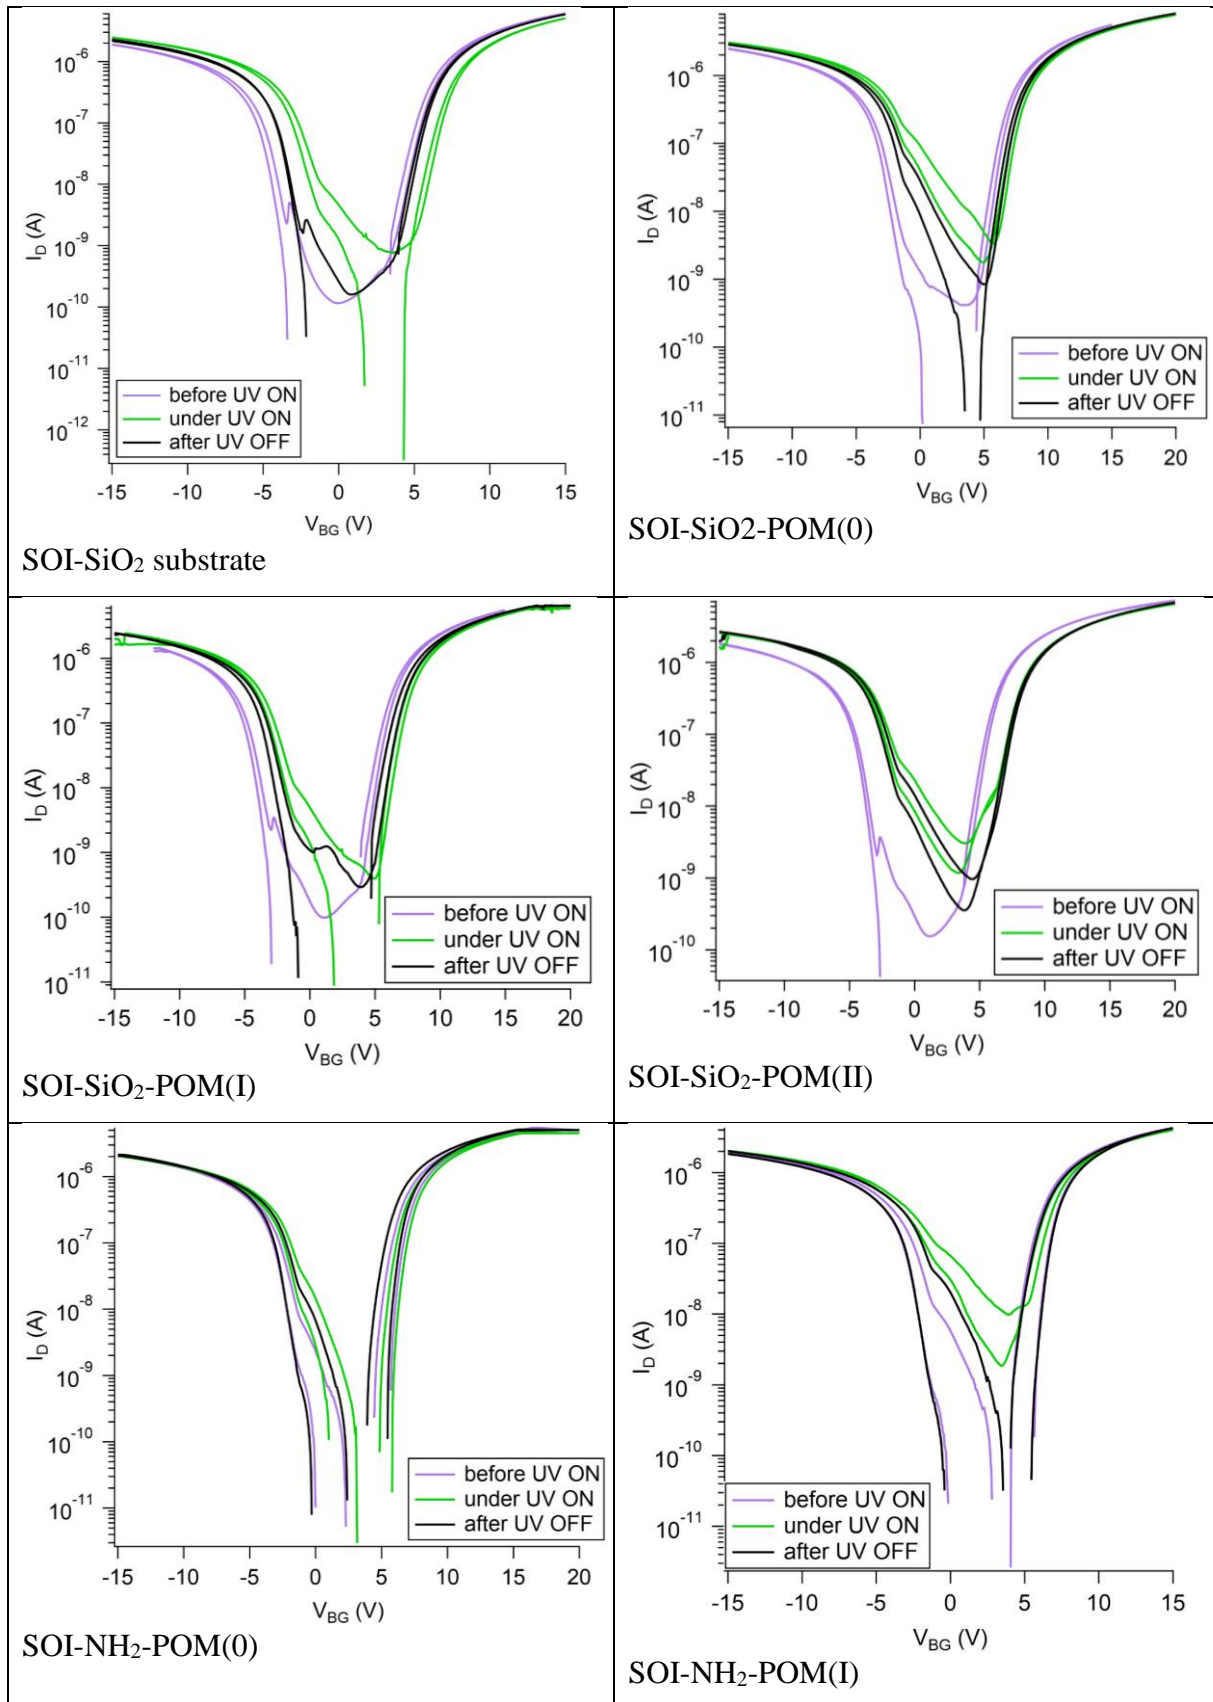 10⁻⁶
10⁻⁷
10⁻⁸
10⁻⁹
10⁻¹⁰
10⁻¹¹
10⁻¹²
I_D (A)
before UV ON
under UV ON
after UV OFF
-15 -10 -5 0 5 10 15
V_BG (V)
SOI-SiO₂ substrate
10⁻⁶
10⁻⁷
10⁻⁸
10⁻⁹
10⁻¹⁰
10⁻¹¹
I_D (A)
before UV ON
under UV ON
after UV OFF
-15 -10 -5 0 5 10 15 20
V_BG (V)
SOI-SiO2-POM(0)
10⁻⁶
10⁻⁷
10⁻⁸
10⁻⁹
10⁻¹⁰
10⁻¹¹
I_D (A)
before UV ON
under UV ON
after UV OFF
-15 -10 -5 0 5 10 15 20
V_BG (V)
SOI-SiO₂-POM(I)
10⁻⁶
10⁻⁷
10⁻⁸
10⁻⁹
10⁻¹⁰
I_D (A)
before UV ON
under UV ON
after UV OFF
-15 -10 -5 0 5 10 15 20
V_BG (V)
SOI-SiO₂-POM(II)
10⁻⁶
10⁻⁷
10⁻⁸
10⁻⁹
10⁻¹⁰
10⁻¹¹
I_D (A)
before UV ON
under UV ON
after UV OFF
-15 -10 -5 0 5 10 15 20
V_BG (V)
SOI-NH₂-POM(0)
10⁻⁶
10⁻⁷
10⁻⁸
10⁻⁹
10⁻¹⁰
10⁻¹¹
I_D (A)
before UV ON
under UV ON
after UV OFF
-15 -10 -5 0 5 10 15
V_BG (V)
SOI-NH₂-POM(I)